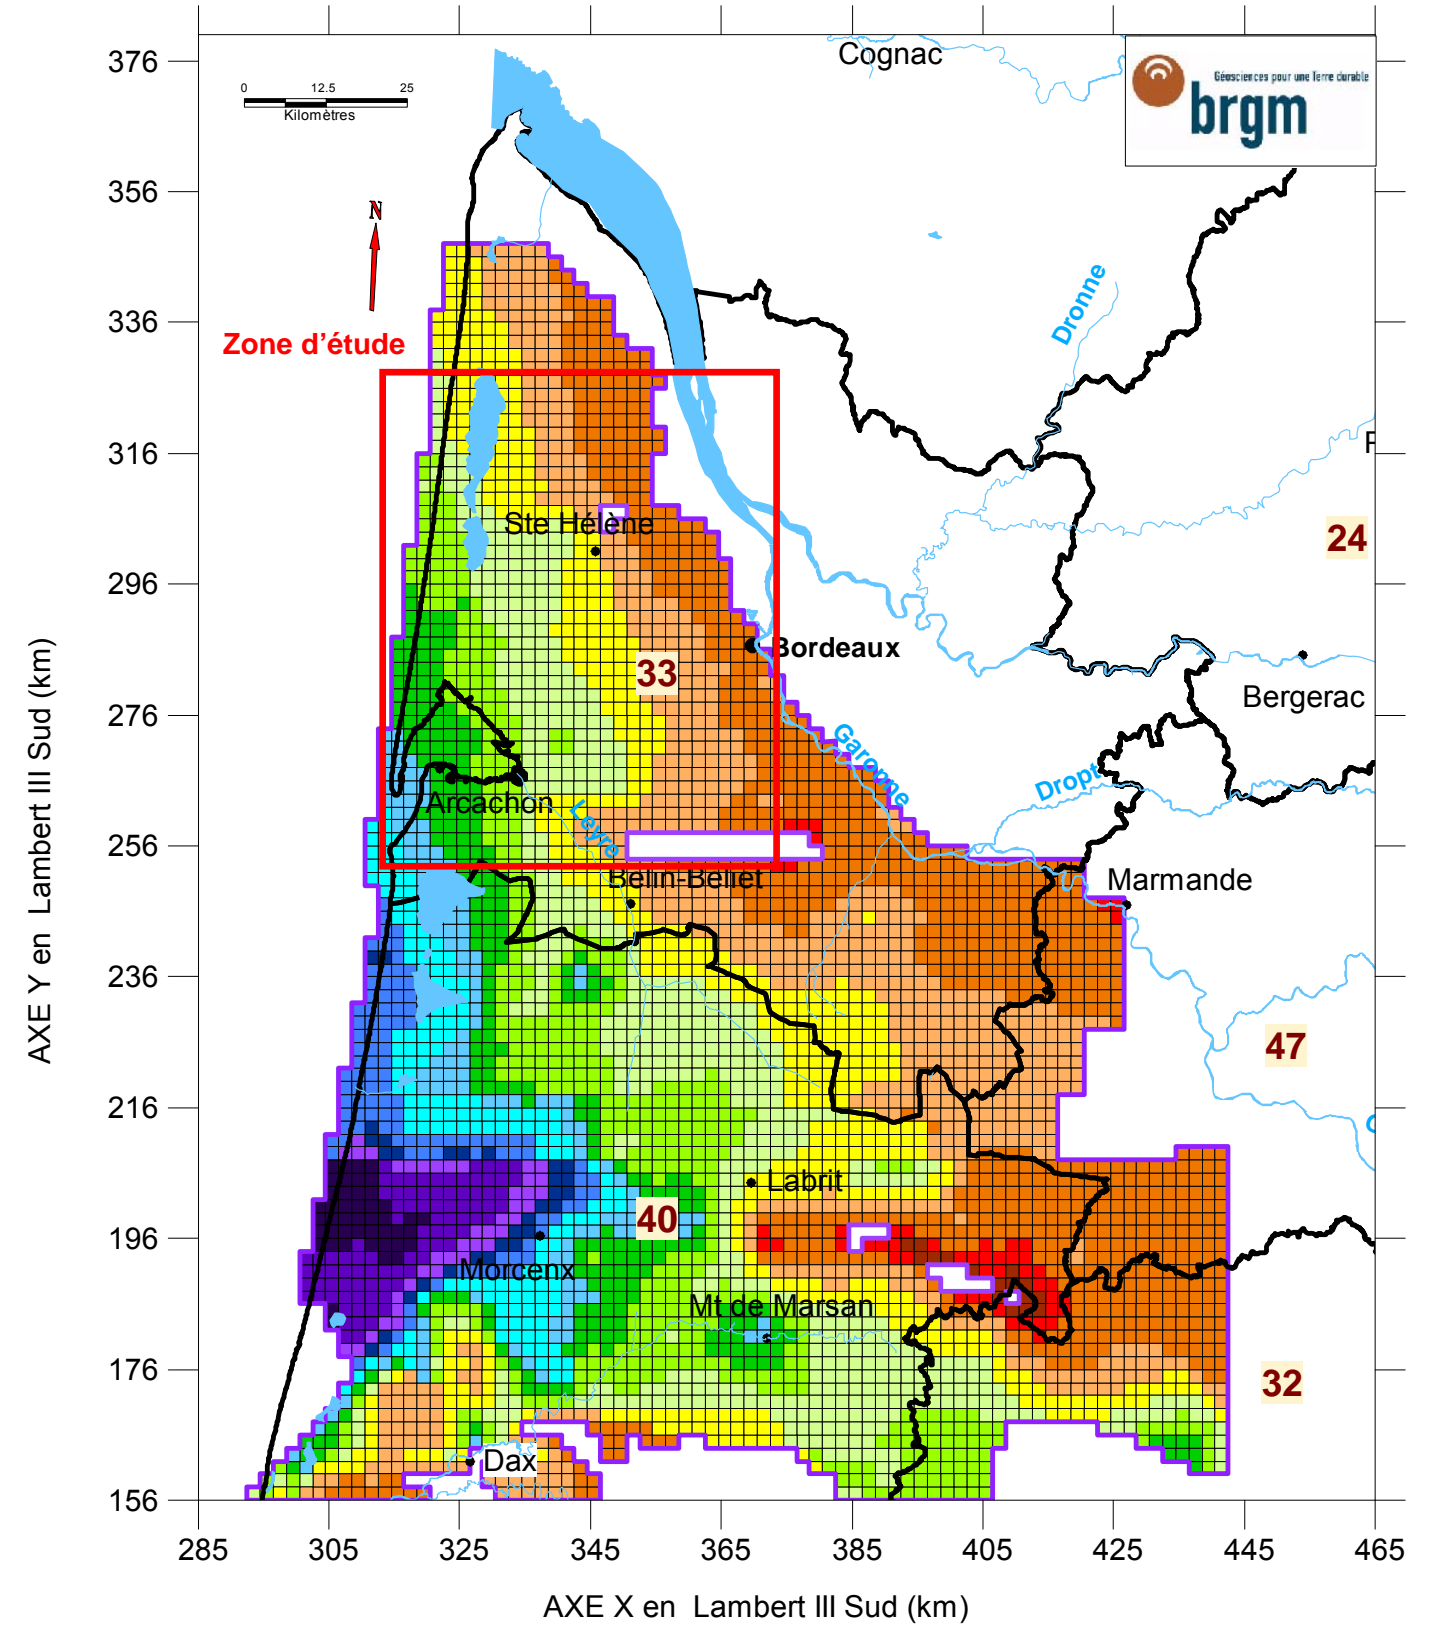 376
356
336
316
296
276
256
236
216
196
176
156
AXE Y en Lambert III Sud (km)
0 12.5 25
Kilomètres
N
Cognac
Géosciences pour une Terre durable
brgm
Zone d'étude
Dronne
Ste Hélène
24
33
Bordeaux
Bergerac
Garonne
Dropt
Arcachon
Leyre
Belin-Béliet
Marmande
47
Labrit
40
Morcenx
Mt de Marsan
32
Dax
285 305 325 345 365 385 405 425 445 465
AXE X en Lambert III Sud (km)